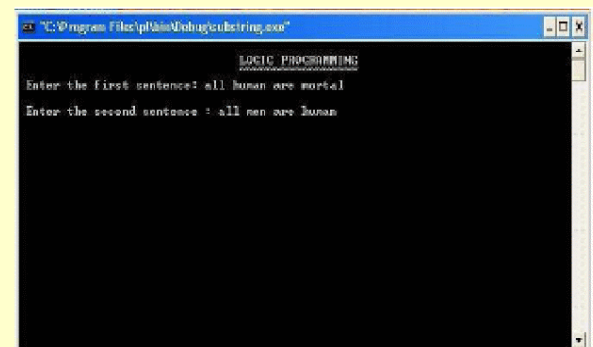 "C:\Program Files\pl\bin\Debug\substring.exe"
LOGIC PROGRAMMING
Enter the first sentence: all human are mortal
Enter the second sentence : all men are human